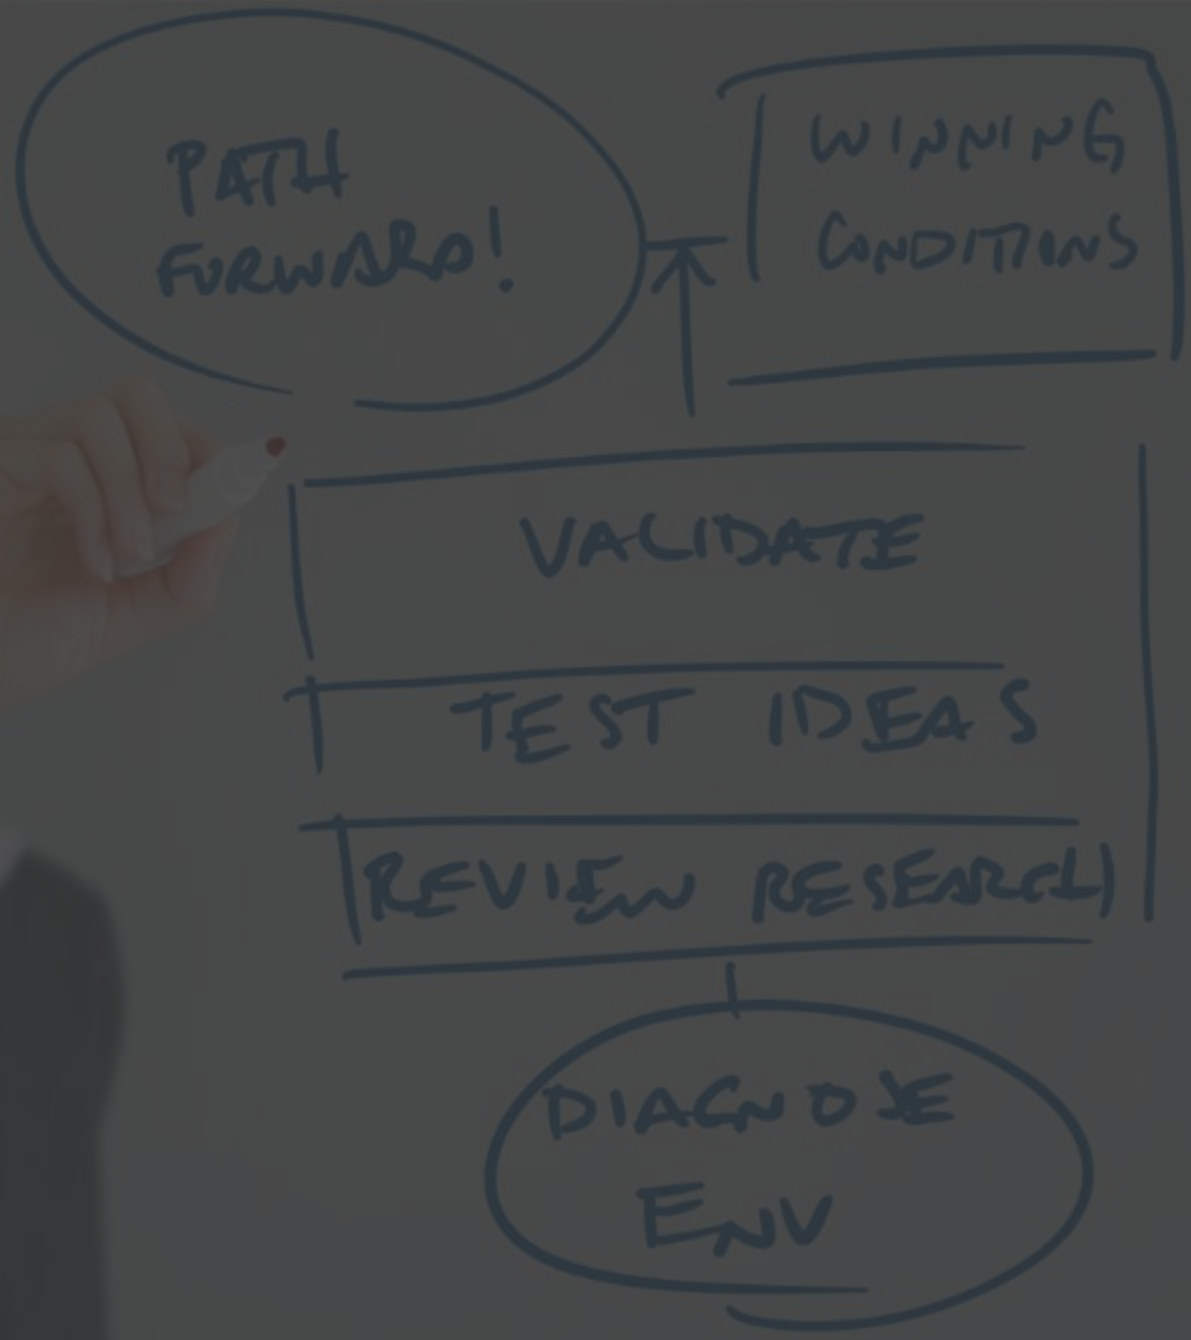 PATH
FORWARD!
WINNING
CONDITIONS
VALIDATE
TEST IDEAS
REVIEW RESEARCH
DIAGNOSE
ENV